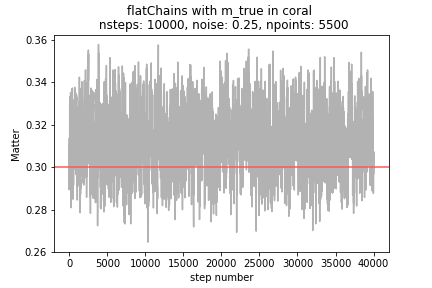 flatChains with m_true in coral
nsteps: 10000, noise: 0.25, npoints: 5500
0.36
0.34
0.32
0.30
0.28
0.26
Matter
0 5000 10000 15000 20000 25000 30000 35000 40000
step number